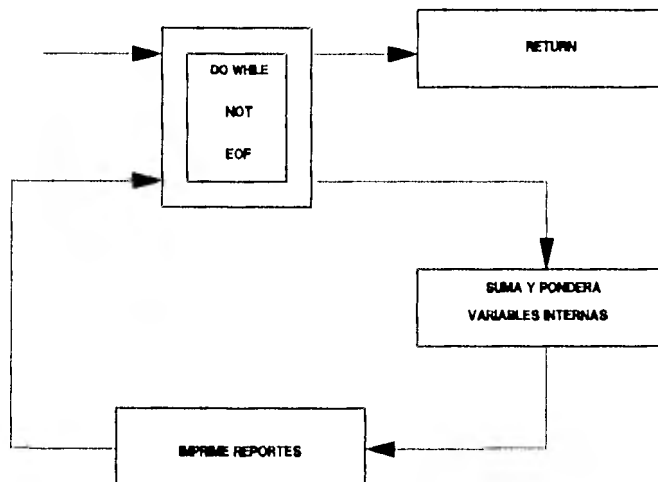 RETURN
DO WHILE
NOT
EOF
SUMA Y PONDERA
VARIABLES INTERNAS
IMPRIME REPORTES